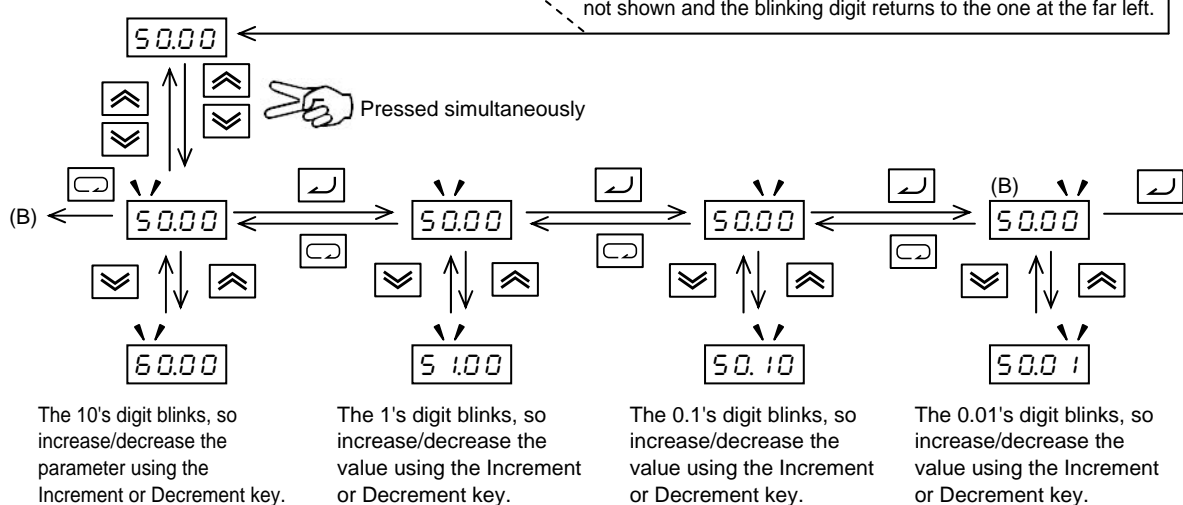 not shown and the blinking digit returns to the one at the far left.
50.00
Pressed simultaneously
(B)
50.00
50.00
50.00
(B)
50.00
60.00
51.00
50.10
50.01
The 10's digit blinks, so
increase/decrease the
parameter using the
Increment or Decrement key.
The 1's digit blinks, so
increase/decrease the
value using the Increment
or Decrement key.
The 0.1's digit blinks, so
increase/decrease the
value using the Increment
or Decrement key.
The 0.01's digit blinks, so
increase/decrease the
value using the Increment
or Decrement key.